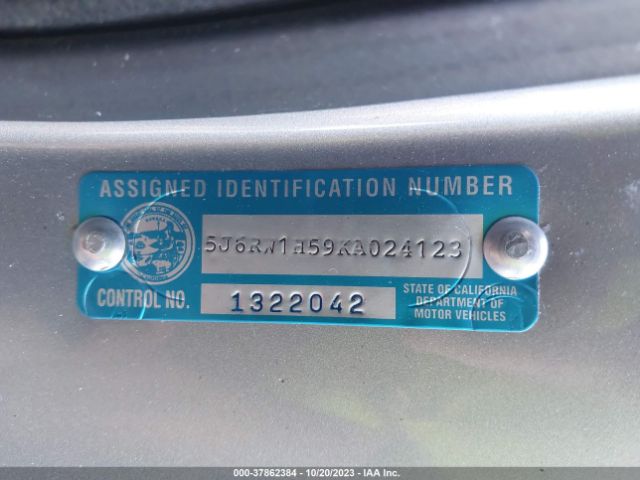 ASSIGNED IDENTIFICATION NUMBER
5J6RW1H59KA024123
CONTROL NO.
1322042
STATE OF CALIFORNIA
DEPARTMENT OF
MOTOR VEHICLES
000-37862384 - 10/20/2023 - IAA Inc.